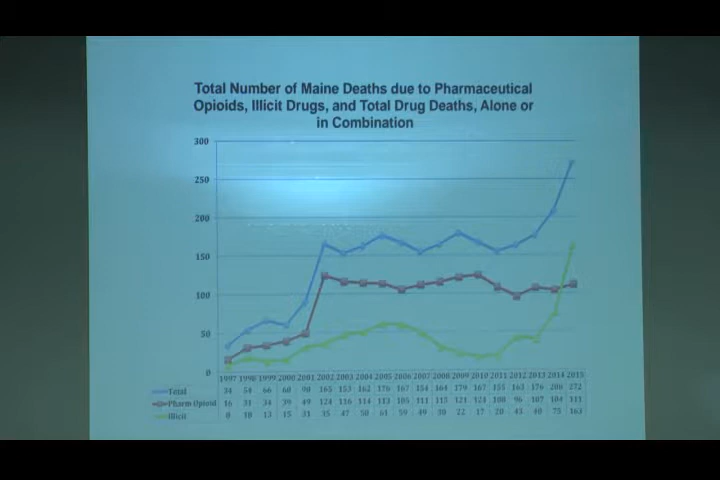 Total Number of Maine Deaths due to Pharmaceutical
Opioids, Illicit Drugs, and Total Drug Deaths, Alone or
in Combination
300
250
200
150
100
50
0
1997 1998 1999 2000 2001 2002 2003 2004 2005 2006 2007 2008 2009 2010 2011 2012 2013 2014 2015
Total 34 54 66 60 90 165 153 162 176 167 154 164 179 167 155 163 176 208 272
Pharm Opioid 16 31 34 39 49 124 116 114 113 105 111 115 121 124 108 96 107 104 111
Illicit 8 18 13 15 31 35 47 50 61 59 49 30 22 17 20 43 40 75 163